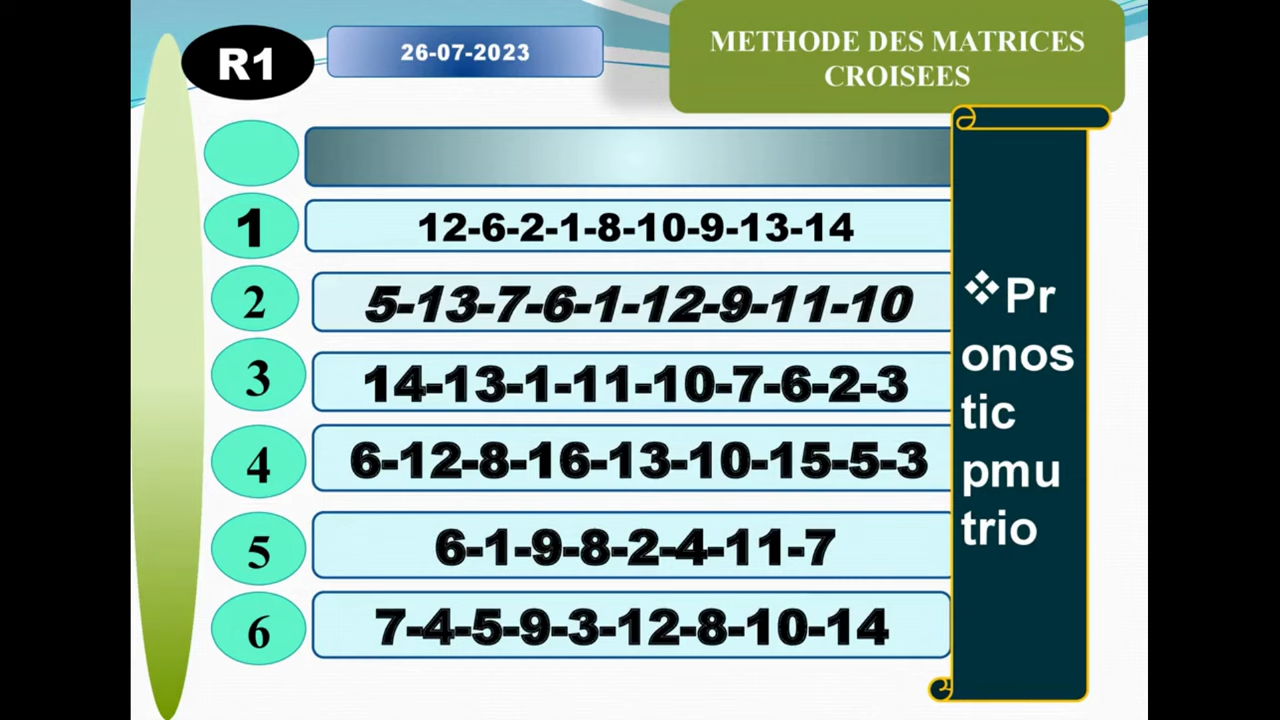 R1
26-07-2023
METHODE DES MATRICES
CROISEES
1
12-6-2-1-8-10-9-13-14
2
5-13-7-6-1-12-9-11-10
3
14-13-1-11-10-7-6-2-3
4
6-12-8-16-13-10-15-5-3
5
6-1-9-8-2-4-11-7
6
7-4-5-9-3-12-8-10-14
❖Pr
onos
tic
pmu
trio